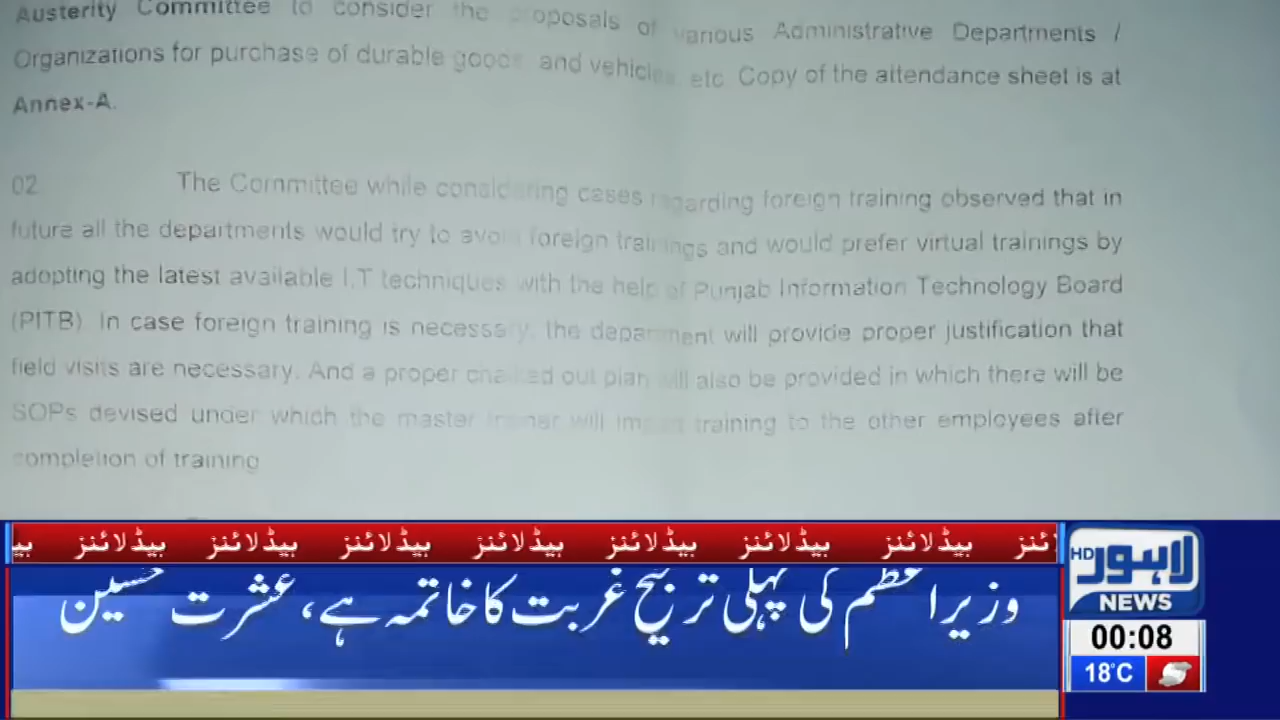 Austerity Committee to consider the proposals of various Administrative Departments /
Organizations for purchase of durable goods and vehicles etc. Copy of the attendance sheet is at
Annex-A.
02 The Committee while considering cases regarding foreign training observed that in
future all the departments would try to avoid foreign trainings and would prefer virtual trainings by
adopting the latest available I.T techniques with the help of Punjab Information Technology Board
(PITB). In case foreign training is necessary, the department will provide proper justification that
field visits are necessary. And a proper chalked out plan will also be provided in which there will be
SOPs devised under which the master trainer will impart training to the other employees after
completion of training
ہیڈلائنز ہیڈلائنز ہیڈلائنز ہیڈلائنز ہیڈلائنز ہیڈلائنز ہیڈلائنز
وزیراعظم کی پہلی ترجیح غربت کا خاتمہ ہے، عشرت حسین
لاہور HD
NEWS
00:08
18°C